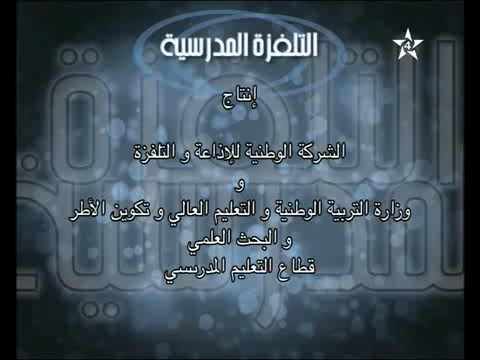 التلفزة المدرسية
4
إنتاج
الشركة الوطنية للإذاعة و التلفزة
و
وزارة التربية الوطنية و التعليم العالي و تكوين الأطر
و البحث العلمي
قطاع التعليم المدرسي